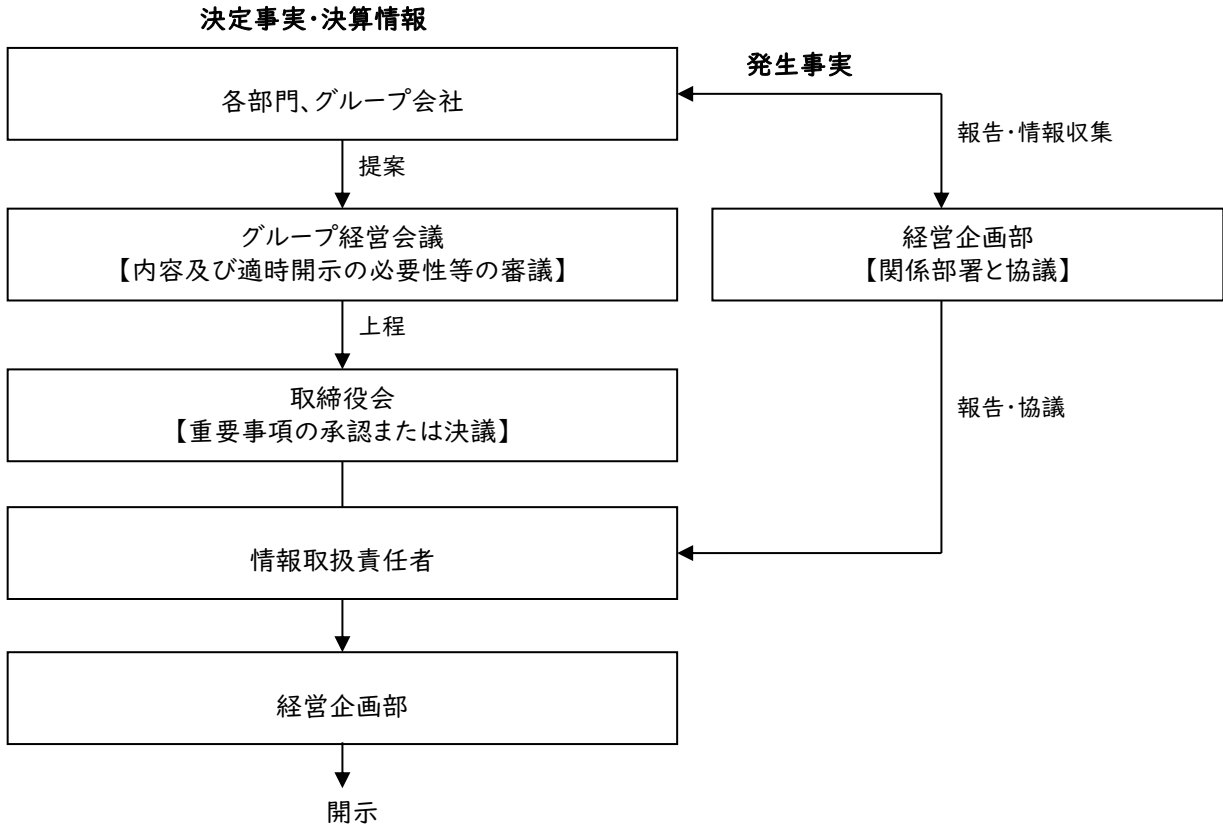 決定事実・決算情報
発生事実
各部門、グループ会社
報告・情報収集
提案
グループ経営会議
【内容及び適時開示の必要性等の審議】
経営企画部
【関係部署と協議】
上程
取締役会
【重要事項の承認または決議】
報告・協議
情報取扱責任者
経営企画部
開示